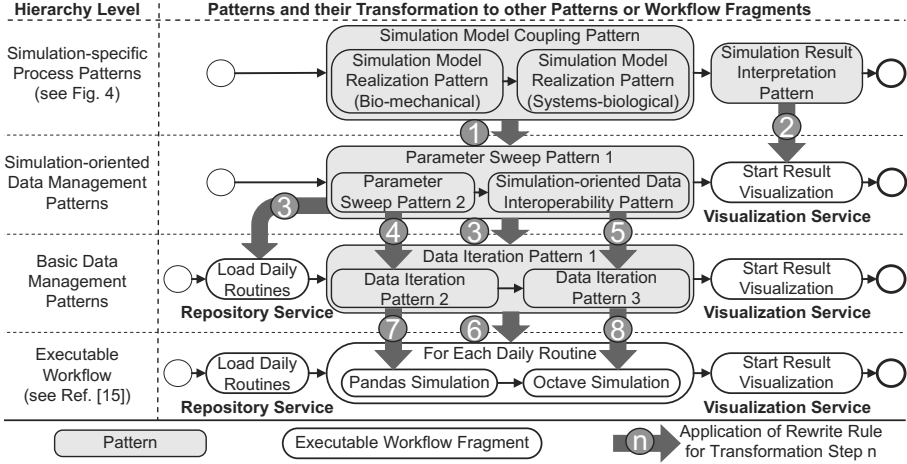 Hierarchy Level
Patterns and their Transformation to other Patterns or Workflow Fragments
Simulation-specific
Process Patterns
(see Fig. 4)
Simulation Model Coupling Pattern
Simulation Model
Realization Pattern
(Bio-mechanical)
Simulation Model
Realization Pattern
(Systems-biological)
Simulation Result
Interpretation
Pattern
1
2
Simulation-oriented
Data Management
Patterns
Parameter Sweep Pattern 1
Parameter
Sweep Pattern 2
Simulation-oriented Data
Interoperability Pattern
Start Result
Visualization
Visualization Service
3
4
3
5
Basic Data
Management
Patterns
Load Daily
Routines
Repository Service
Data Iteration Pattern 1
Data Iteration
Pattern 2
Data Iteration
Pattern 3
Start Result
Visualization
Visualization Service
7
6
8
Executable
Workflow
(see Ref. [15])
Load Daily
Routines
Repository Service
For Each Daily Routine
Pandas Simulation
Octave Simulation
Start Result
Visualization
Visualization Service
Pattern
Executable Workflow Fragment
n
Application of Rewrite Rule
for Transformation Step n